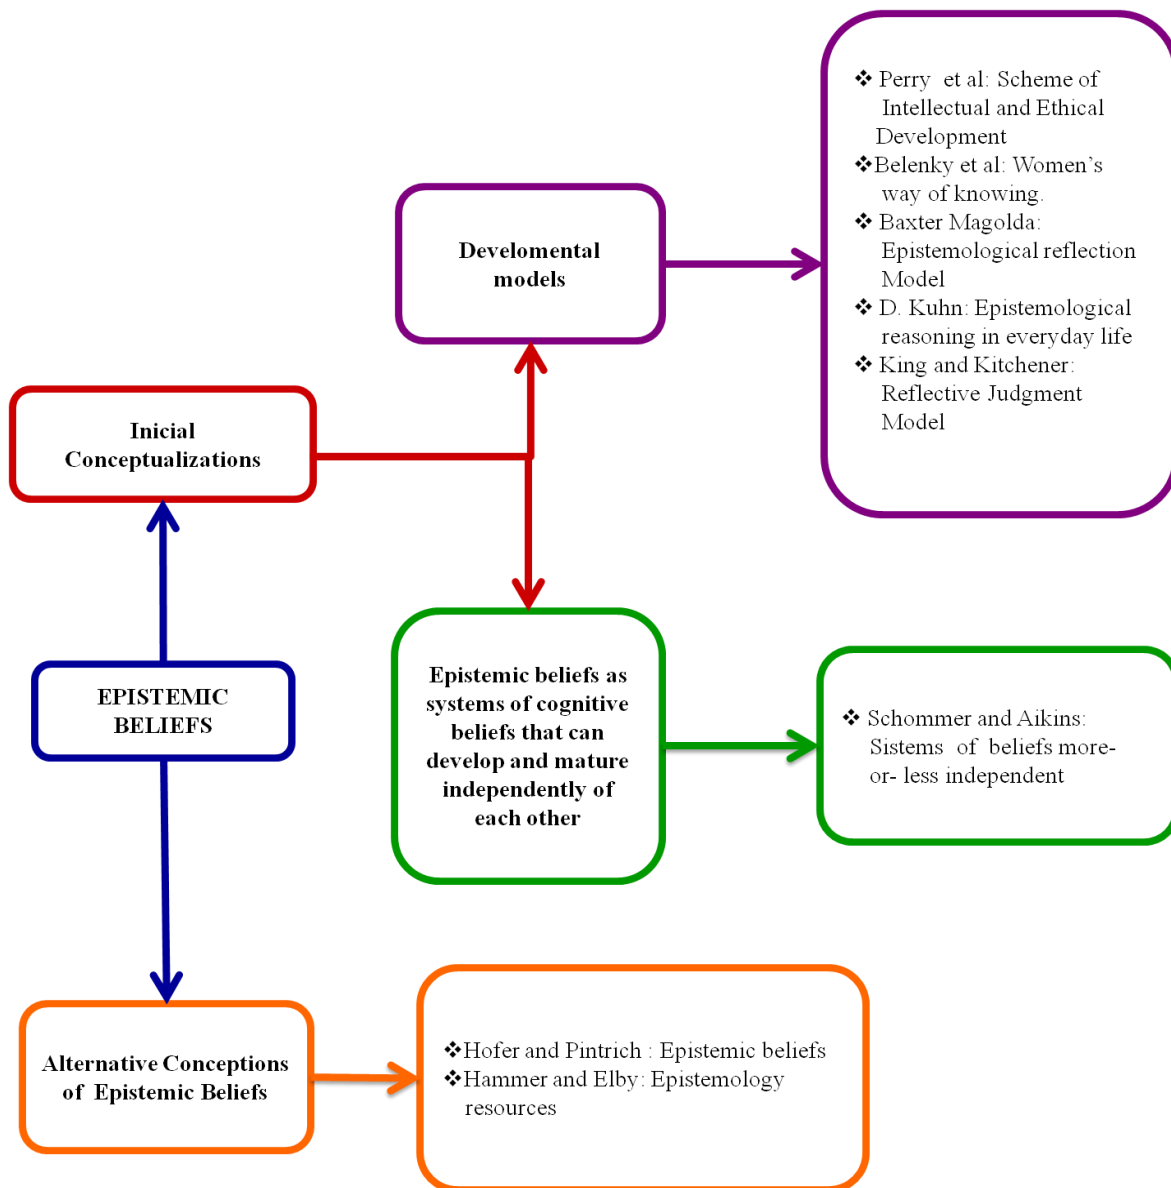 ❖ Perry et al: Scheme of
Intellectual and Ethical
Development
❖Belenky et al: Women’s
way of knowing.
❖ Baxter Magolda:
Epistemological reflection
Model
❖ D. Kuhn: Epistemological
reasoning in everyday life
❖ King and Kitchener:
Reflective Judgment
Model
Develomental
models
Inicial
Conceptualizations
EPISTEMIC
BELIEFS
Epistemic beliefs as
systems of cognitive
beliefs that can
develop and mature
independently of
each other
❖ Schommer and Aikins:
Sistems of beliefs more-
or- less independent
Alternative Conceptions
of Epistemic Beliefs
❖Hofer and Pintrich : Epistemic beliefs
❖Hammer and Elby: Epistemology
resources